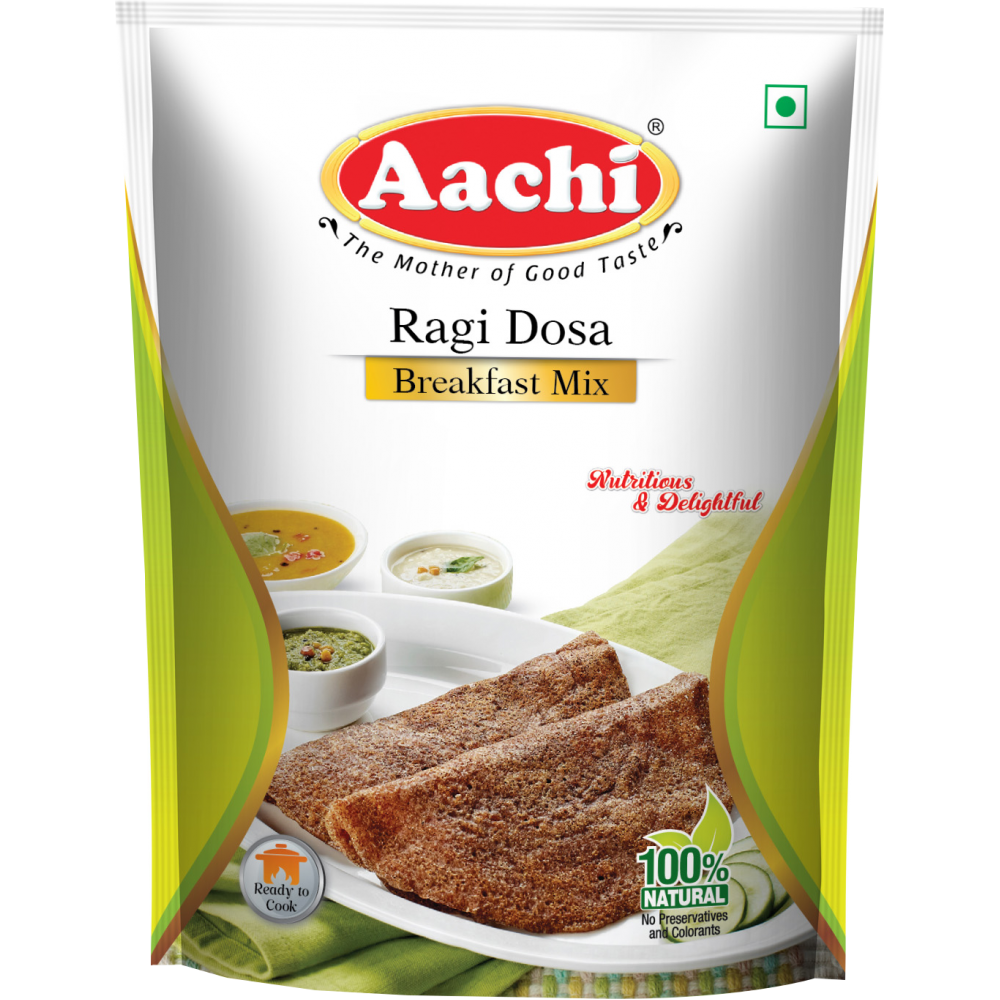 Aachi®
The Mother of Good Taste
Ragi Dosa
Breakfast Mix
Nutritious
& Delightful
Ready to
Cook
100%
NATURAL
No Preservatives
and Colorants